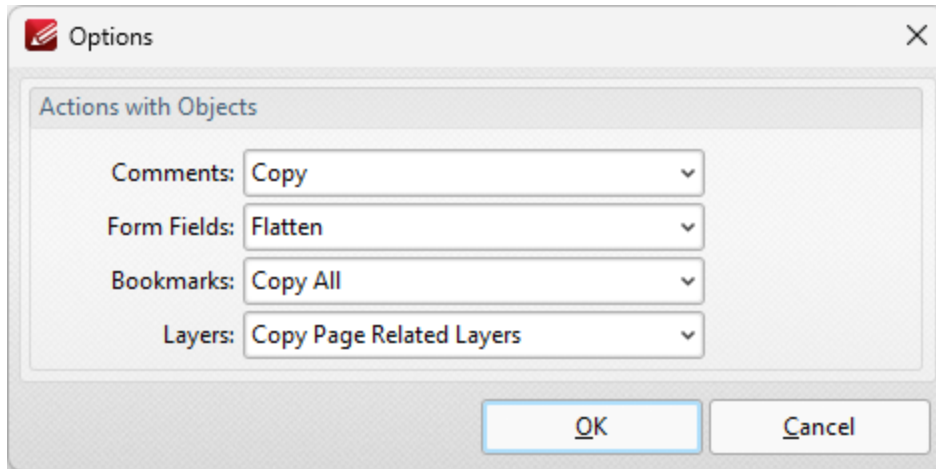 Options
Actions with Objects
Comments: Copy
Form Fields: Flatten
Bookmarks: Copy All
Layers: Copy Page Related Layers
OK Cancel